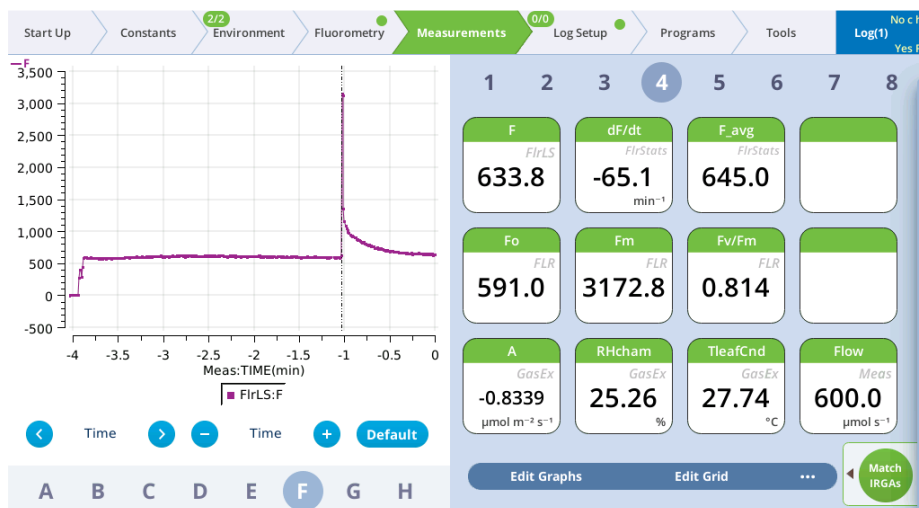 Start Up
Constants
2/2
Environment
Fluorometry
Measurements
0/0
Log Setup
Programs
Tools
No c h
Log(1)
Yes F
F
3,500
3,000
2,500
2,000
1,500
1,000
500
0
-500
-4 -3.5 -3 -2.5 -2 -1.5 -1 -0.5 0
Meas:TIME(min)
FlrLS:F
< Time > − Time + Default
A B C D E F G H
1 2 3 4 5 6 7 8
F
FlrLS
633.8
dF/dt
FlrStats
-65.1
min⁻¹
F_avg
FlrStats
645.0
Fo
FLR
591.0
Fm
FLR
3172.8
Fv/Fm
FLR
0.814
A
GasEx
-0.8339
µmol m⁻² s⁻¹
RHcham
GasEx
25.26
%
TleafCnd
GasEx
27.74
°C
Flow
Meas
600.0
µmol s⁻¹
Edit Graphs Edit Grid ...
Match
IRGAs